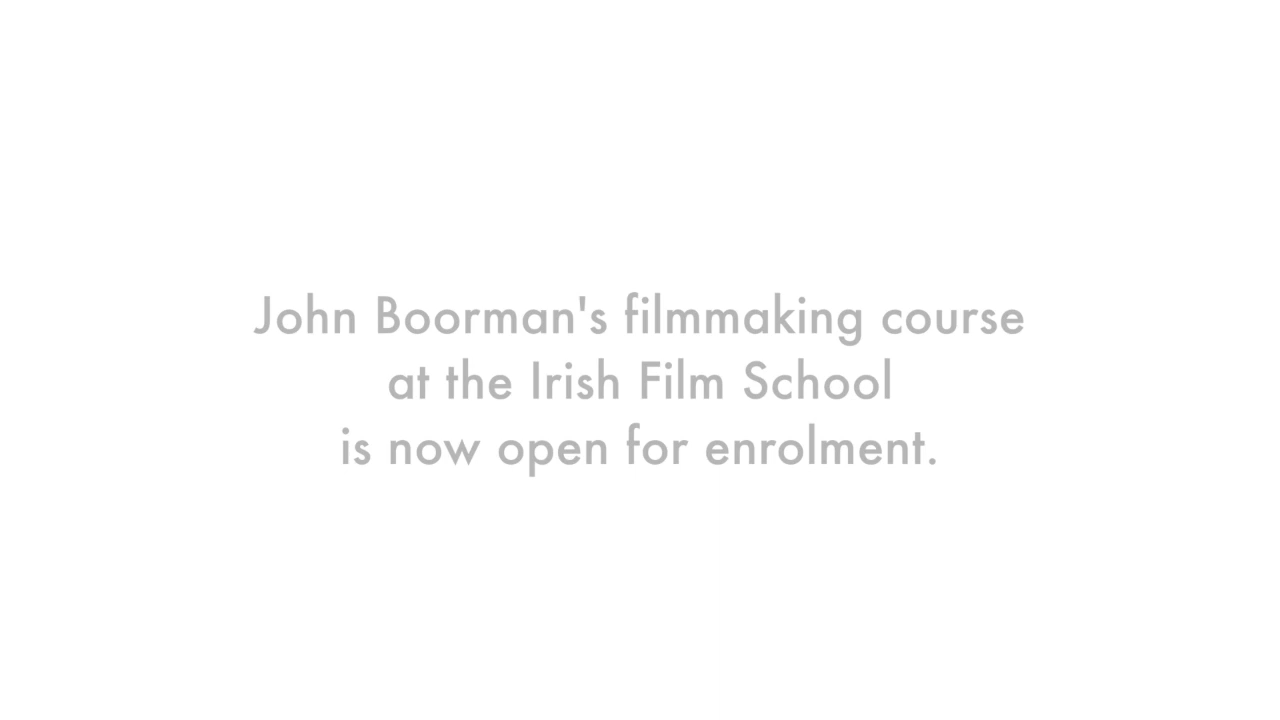 John Boorman's filmmaking course
at the Irish Film School
is now open for enrolment.